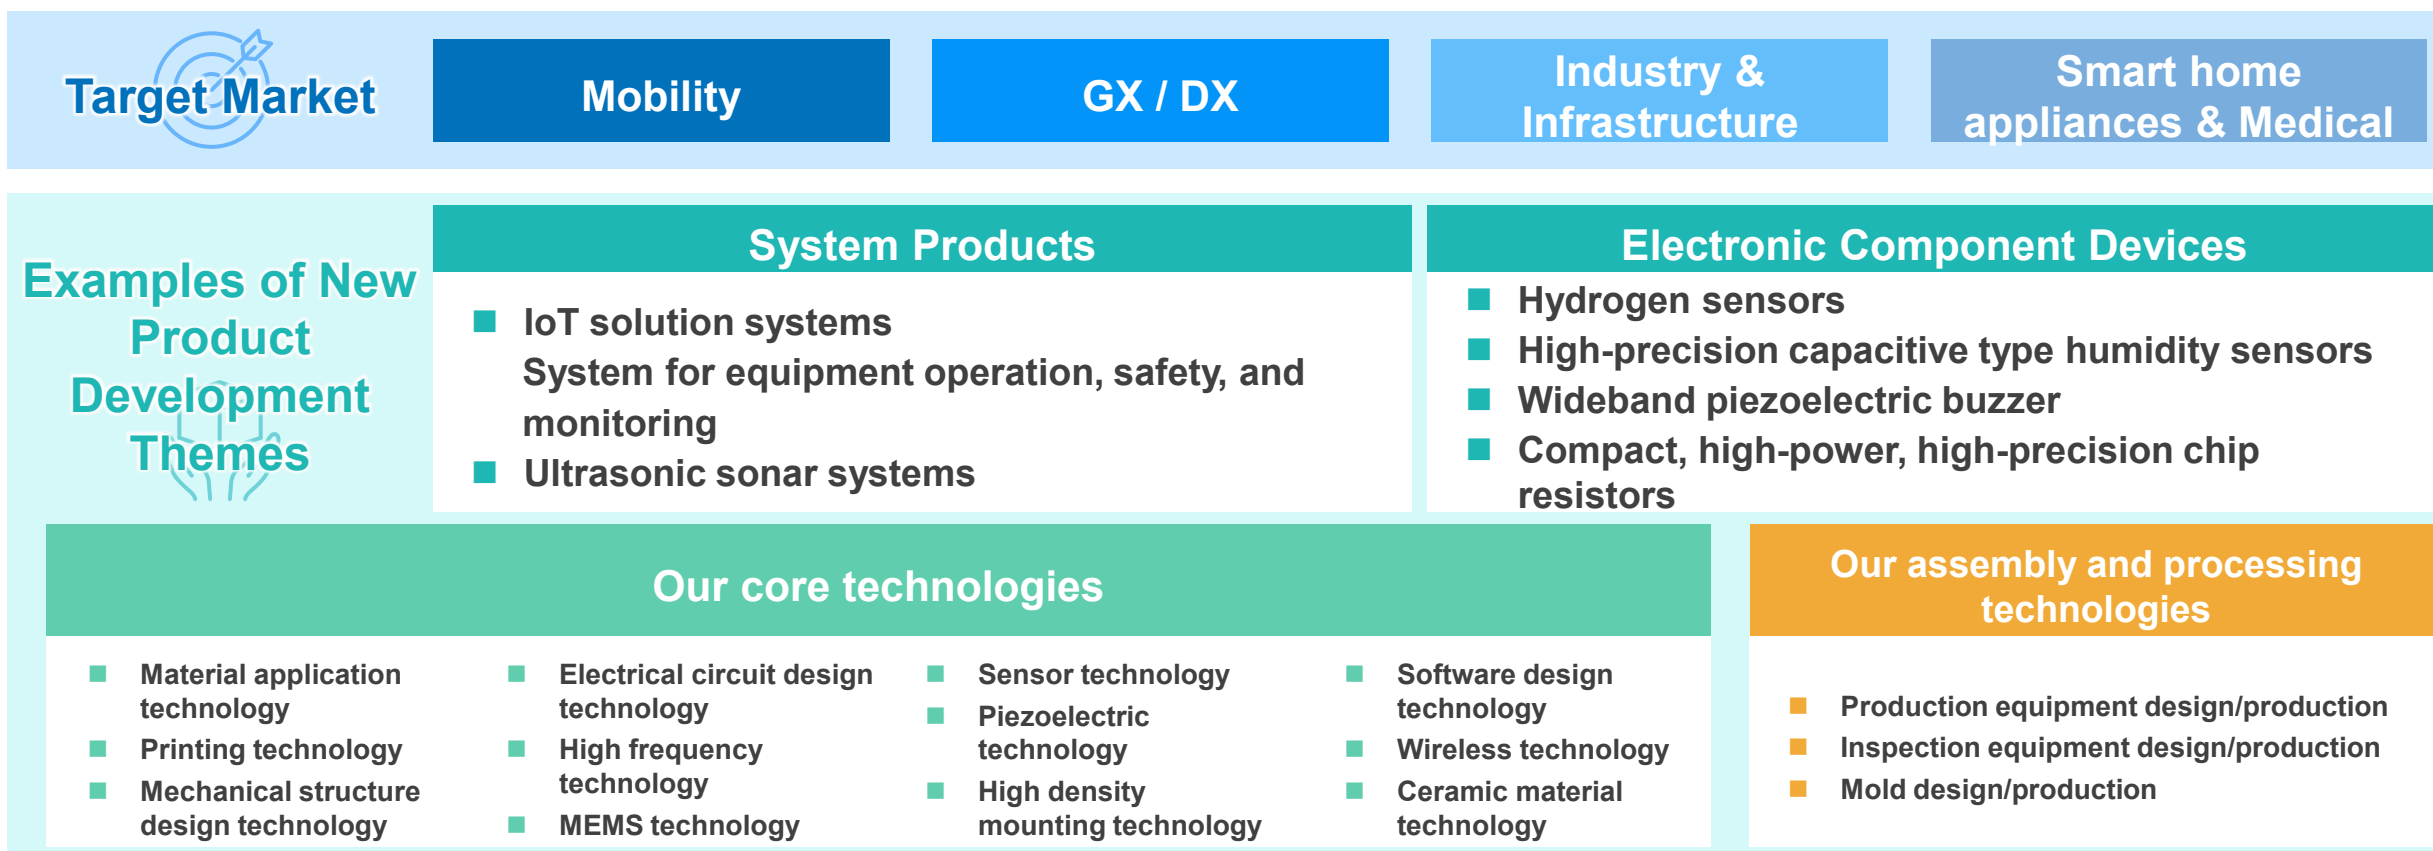 Target Market
Mobility
GX / DX
Industry &
Infrastructure
Smart home
appliances & Medical
Examples of New
Product
Development
Themes
System Products
IoT solution systems
System for equipment operation, safety, and
monitoring
Ultrasonic sonar systems
Electronic Component Devices
Hydrogen sensors
High-precision capacitive type humidity sensors
Wideband piezoelectric buzzer
Compact, high-power, high-precision chip
resistors
Our core technologies
Material application
technology
Printing technology
Mechanical structure
design technology
Electrical circuit design
technology
High frequency
technology
MEMS technology
Sensor technology
Piezoelectric
technology
High density
mounting technology
Software design
technology
Wireless technology
Ceramic material
technology
Our assembly and processing
technologies
Production equipment design/production
Inspection equipment design/production
Mold design/production